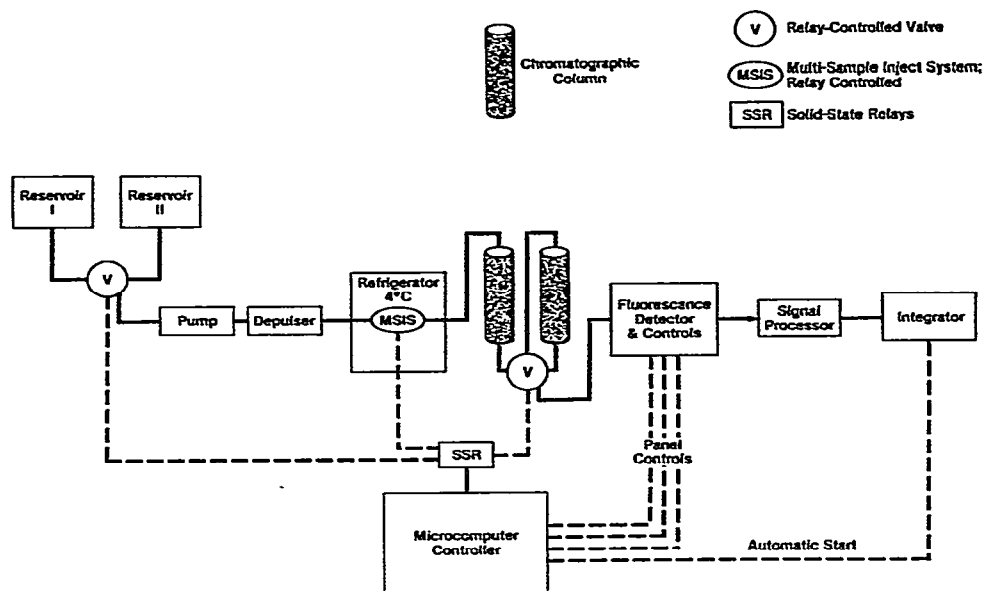 V
Relay-Controlled Valve
MSIS
Multi-Sample Inject System;
Relay Controlled
SSR
Solid-State Relays
Chromatographic
Column
Reservoir
I
Reservoir
II
V
Pump
Depulser
Refrigerator
4°C
MSIS
V
Fluorescence
Detector
& Controls
Signal
Processor
Integrator
SSR
Panel
Controls
Microcomputer
Controller
Automatic Start